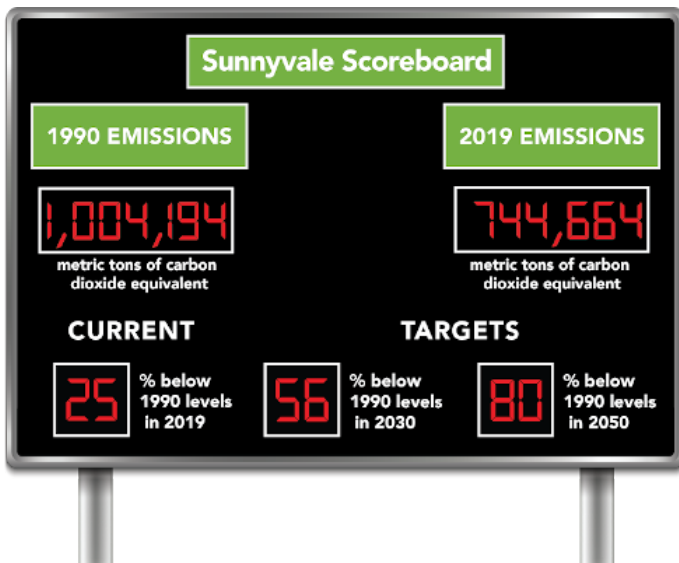 Sunnyvale Scoreboard
1990 EMISSIONS
2019 EMISSIONS
1,004,194
744,664
metric tons of carbon
dioxide equivalent
metric tons of carbon
dioxide equivalent
CURRENT
TARGETS
25
% below
1990 levels
in 2019
56
% below
1990 levels
in 2030
80
% below
1990 levels
in 2050